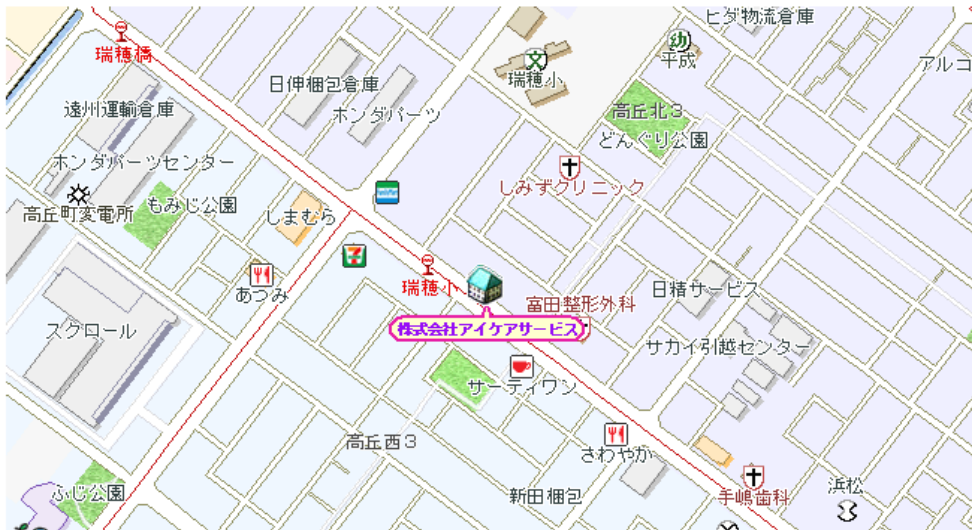 ヒダ物流倉庫
瑞穂橋
幼
平成
アルコ
文
瑞穂小
日伸梱包倉庫
遠州運輸倉庫
ホンダパーツ
高丘北3
どんぐり公園
ホンダパーツセンター
しみずクリニック
高丘町変電所
もみじ公園
しまむら
7
瑞穂小
あつみ
日精サービス
富田整形外科
スクロール
株式会社アイケアサービス
サカイ引越センター
サーティワン
高丘西3
さわやか
ふじ公園
新田梱包
手嶋歯科
浜松